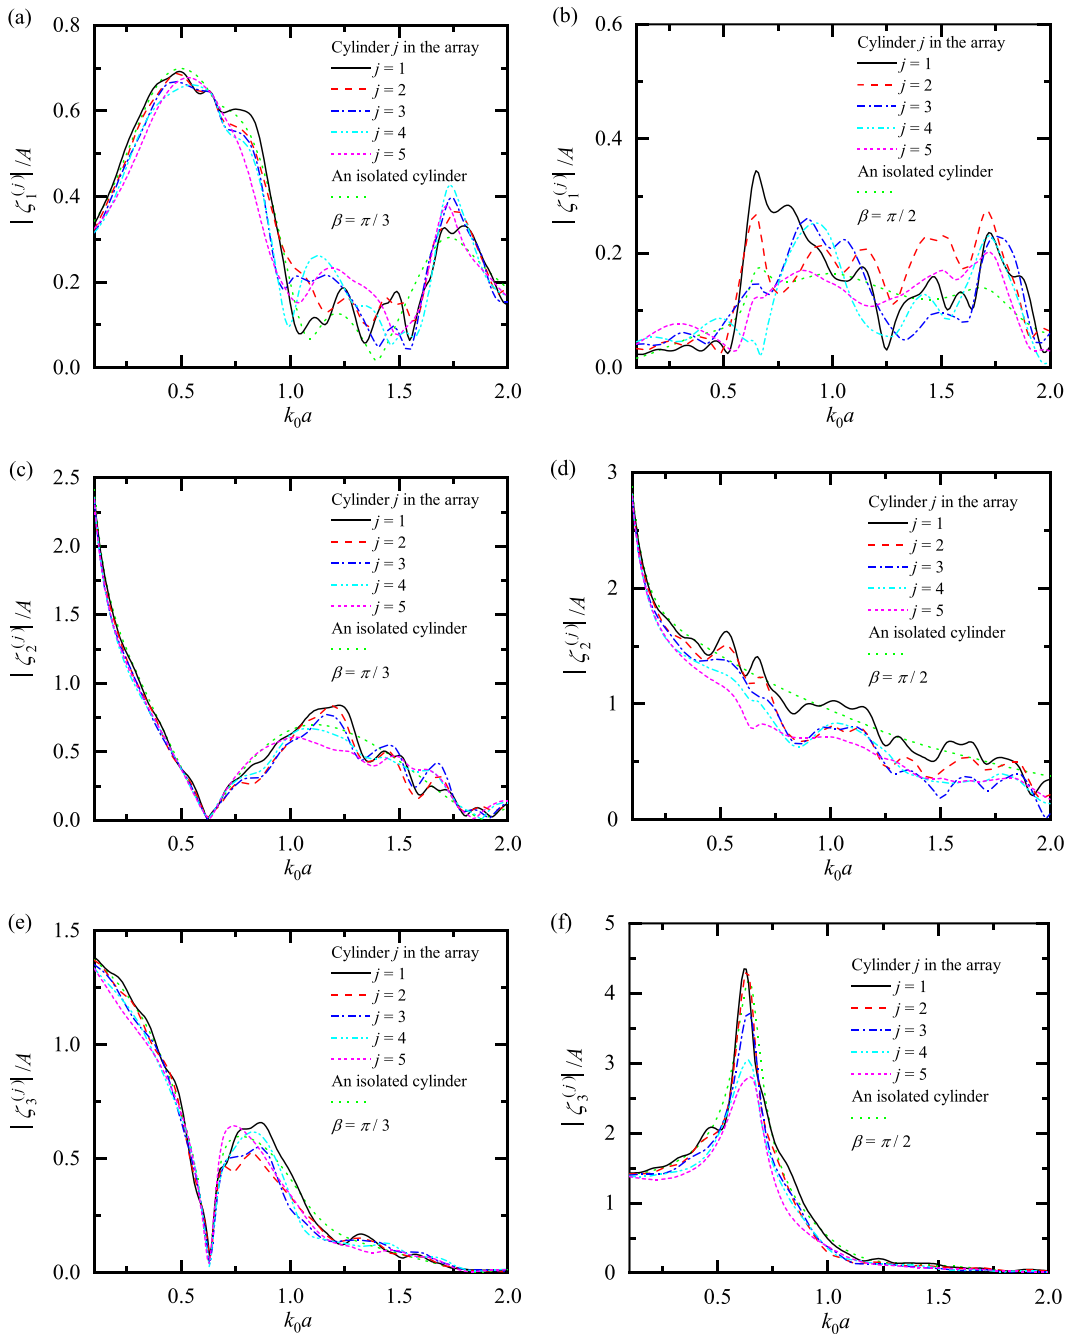 (a)
0.8
0.6
0.4
0.2
0.0
0.5
1.0
1.5
2.0
k₀a
|ζ₁⁽ʲ⁾|/A
Cylinder j in the array
j = 1
j = 2
j = 3
j = 4
j = 5
An isolated cylinder
β = π / 3
(b)
0.6
0.4
0.2
0.0
0.5
1.0
1.5
2.0
k₀a
|ζ₁⁽ʲ⁾|/A
Cylinder j in the array
j = 1
j = 2
j = 3
j = 4
j = 5
An isolated cylinder
β = π / 2
(c)
2.5
2.0
1.5
1.0
0.5
0.0
0.5
1.0
1.5
2.0
k₀a
|ζ₂⁽ʲ⁾|/A
Cylinder j in the array
j = 1
j = 2
j = 3
j = 4
j = 5
An isolated cylinder
β = π / 3
(d)
3
2
1
0
0.5
1.0
1.5
2.0
k₀a
|ζ₂⁽ʲ⁾|/A
Cylinder j in the array
j = 1
j = 2
j = 3
j = 4
j = 5
An isolated cylinder
β = π / 2
(e)
1.5
1.0
0.5
0.0
0.5
1.0
1.5
2.0
k₀a
|ζ₃⁽ʲ⁾|/A
Cylinder j in the array
j = 1
j = 2
j = 3
j = 4
j = 5
An isolated cylinder
β = π / 3
(f)
5
4
3
2
1
0
0.5
1.0
1.5
2.0
k₀a
|ζ₃⁽ʲ⁾|/A
Cylinder j in the array
j = 1
j = 2
j = 3
j = 4
j = 5
An isolated cylinder
β = π / 2